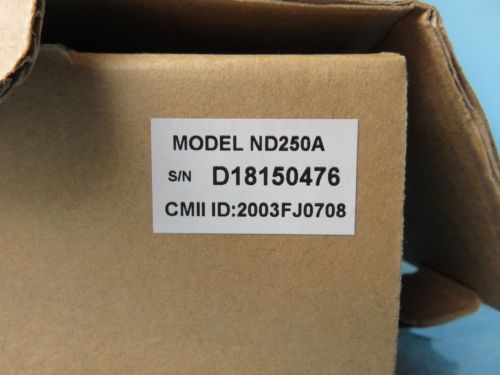 MODEL ND250A
S/N D18150476
CMII ID:2003FJ0708